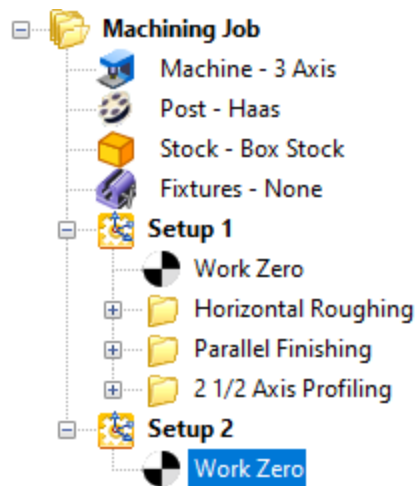 Machining Job
Machine - 3 Axis
Post - Haas
Stock - Box Stock
Fixtures - None
Setup 1
Work Zero
Horizontal Roughing
Parallel Finishing
2 1/2 Axis Profiling
Setup 2
Work Zero